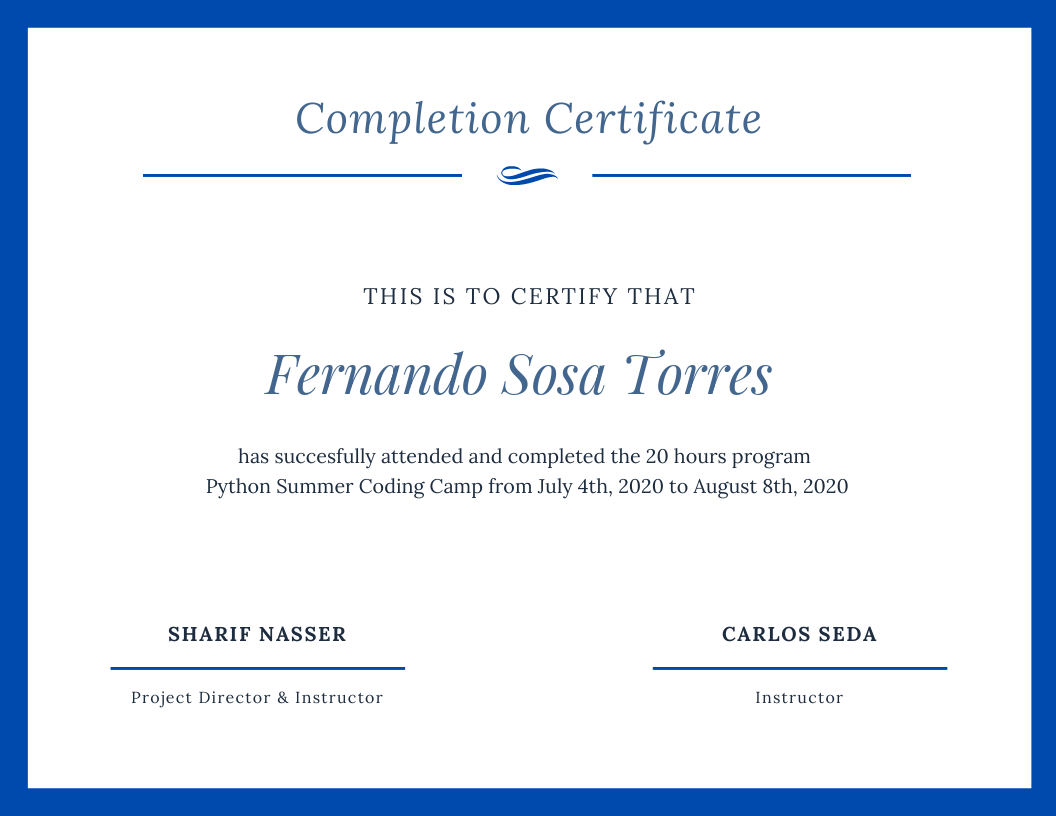 Completion Certificate
THIS IS TO CERTIFY THAT
Fernando Sosa Torres
has succesfully attended and completed the 20 hours program
Python Summer Coding Camp from July 4th, 2020 to August 8th, 2020
SHARIF NASSER
Project Director & Instructor
CARLOS SEDA
Instructor